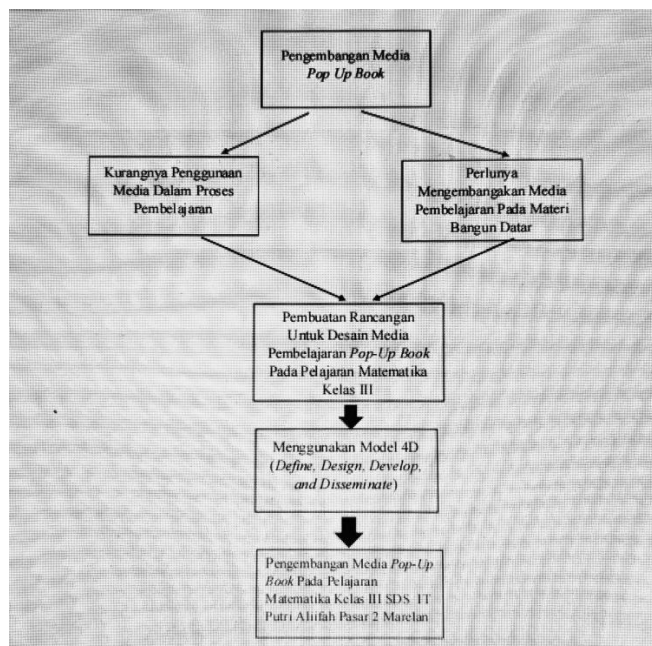 Pengembangan Media
Pop Up Book
Kurangnya Penggunaan
Media Dalam Proses
Pembelajaran
Perlunya
Mengembangakan Media
Pembelajaran Pada Materi
Bangun Datar
Pembuatan Rancangan
Untuk Desain Media
Pembelajaran Pop-Up Book
Pada Pelajaran Matematika
Kelas III
Menggunakan Model 4D
(Define, Design, Develop,
and Disseminate)
Pengembangan Media Pop-Up
Book Pada Pelajaran
Matematika Kelas III SDS IT
Putri Aliifah Pasar 2 Marelan